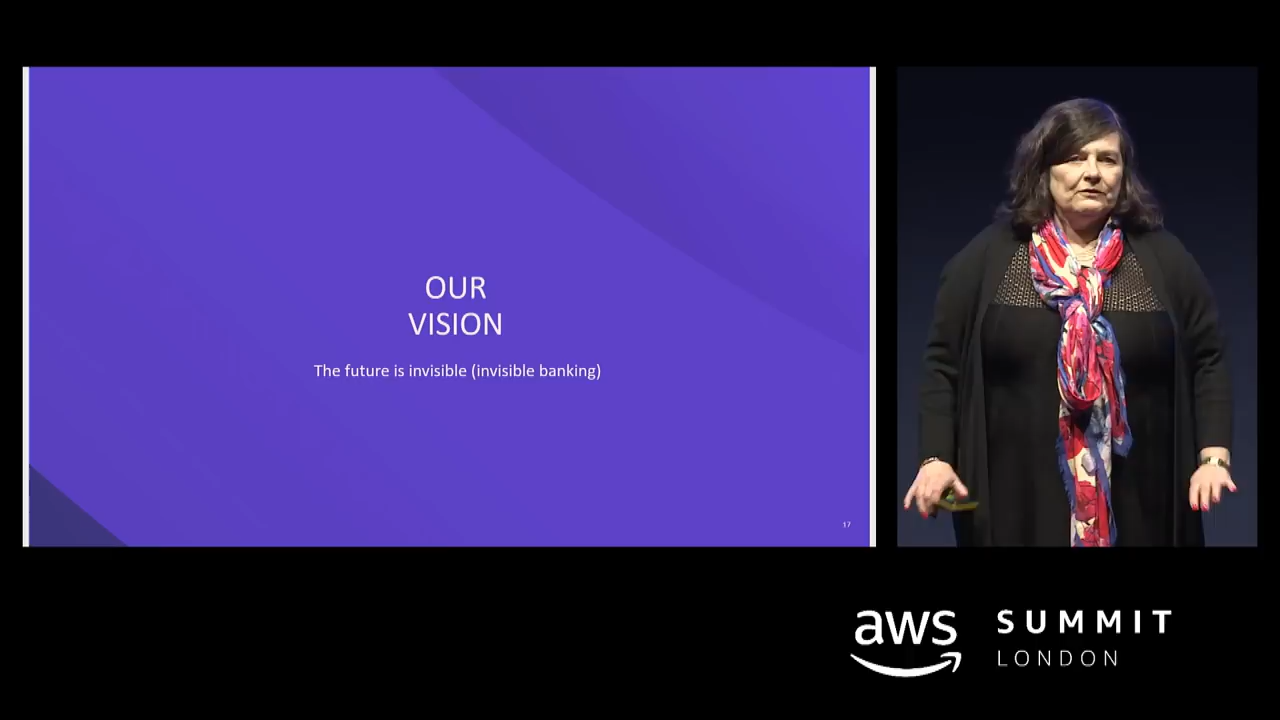 OUR
VISION
The future is invisible (invisible banking)
17
aws
SUMMIT
LONDON